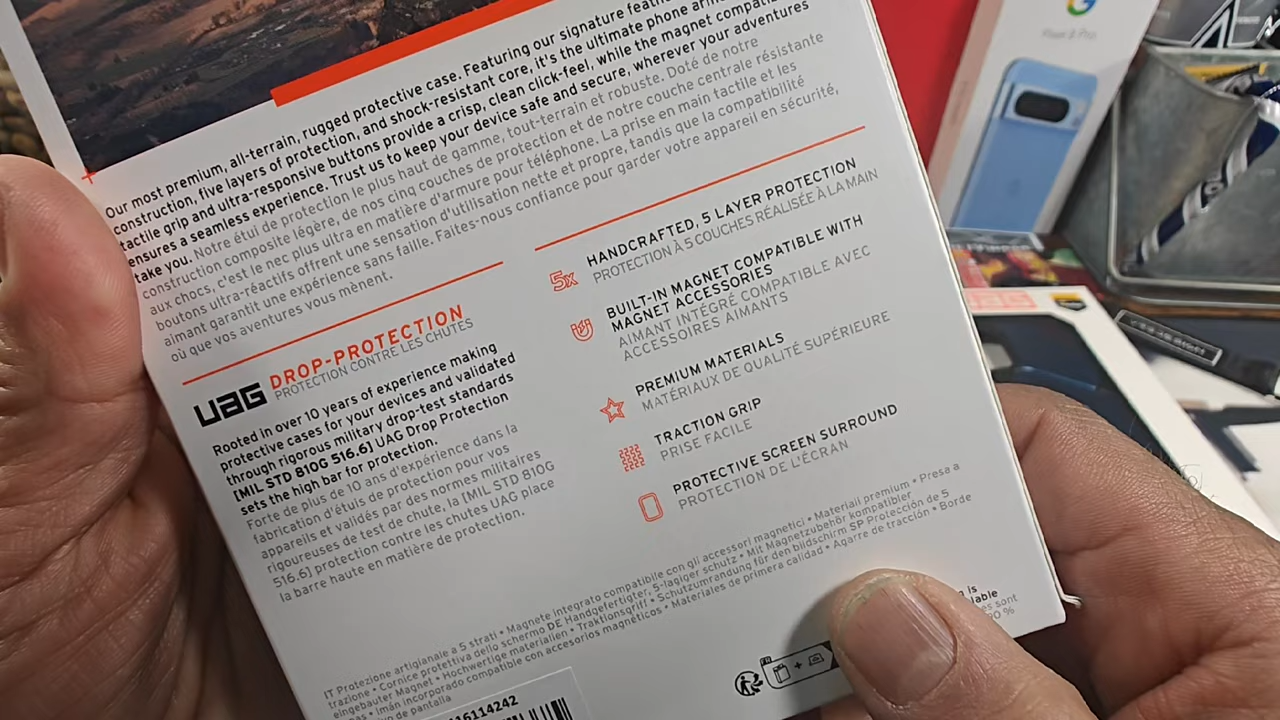 Our most premium, all-terrain, rugged protective case. Featuring our signature
construction, five layers of protection, and shock-resistant core, it's the ultimate phone
tactile grip and ultra-responsive buttons provide a crisp, clean click-feel, while the magnet
ensures a seamless experience. Trust us to keep your device safe and secure, wherever your adventures
take you. Notre étui de protection le plus haut de gamme, tout-terrain et robuste. Doté de notre
construction composite légère, de nos cinq couches de protection et de notre couche centrale résistante
aux chocs, c'est le nec plus ultra en matière d'armure pour téléphone. La prise en main tactile et les
boutons ultra-réactifs offrent une sensation d'utilisation nette et propre, tandis que la compatibilité
aimant garantit une expérience sans faille. Faites-nous confiance pour garder votre appareil en sécurité,
où que vos aventures vous mènent.
UAG DROP-PROTECTION
PROTECTION CONTRE LES CHUTES
Rooted in over 10 years of experience making
protective cases for your devices and validated
through rigorous military drop-test standards
[MIL STD 810G 516.6] UAG Drop Protection
sets the high bar for protection.
Forte de plus de 10 ans d'expérience dans la
fabrication d'étuis de protection pour vos
appareils et validés par des normes militaires
rigoureuses de test de chute, la [MIL STD 810G
516.6] protection contre les chutes UAG place
la barre haute en matière de protection.
5x HANDCRAFTED, 5 LAYER PROTECTION
PROTECTION À 5 COUCHES RÉALISÉE À LA MAIN
BUILT-IN MAGNET COMPATIBLE WITH
MAGNET ACCESSORIES
AIMANT INTÉGRÉ COMPATIBLE AVEC
ACCESSOIRES AIMANTS
PREMIUM MATERIALS
MATÉRIAUX DE QUALITÉ SUPÉRIEURE
TRACTION GRIP
PRISE FACILE
PROTECTIVE SCREEN SURROUND
PROTECTION DE L'ÉCRAN
IT Protezione artigianale a 5 strati • Magnete integrato compatibile con gli accessori magnetici • Materiali premium • Presa a
trazione • Cornice protettiva dello schermo DE Handgefertigter, 5-lagiger schutz • Mit Magnetzubehör kompatibler
eingebauter Magnet • Hochwertige materialien • Traktionsgriff • Schutzumrandung für den bildschirm SP Protección de 5
• Imán incorporado compatible con accesorios magnéticos • Materiales de primera calidad • Agarre de tracción • Borde
de pantalla
is
sont
%
16114242
G
Pixel 8 Pro